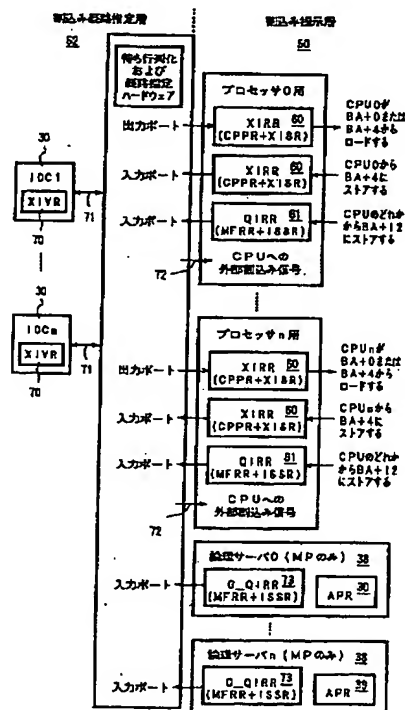 割込み経路指定層
52
割込み提示層
50
待ち行列化
および
経路指定
ハードウェア
プロセッサ0用
出力ポート
XIRR 60
(CPPR+XISR)
CPU0が
BA+0または
BA+4から
ロードする
入力ポート
XIRR 60
(CPPR+XISR)
CPU0から
BA+4に
ストアする
入力ポート
QIRR 61
(MFRR+ISSR)
CPUのどれか
からBA+12
にストアする
72
CPUへの
外部割込み信号
30
IOC1
XIVR
70
71
30
IOCn
XIVR
70
71
プロセッサn用
出力ポート
XIRR 60
(CPPR+XISR)
CPUnが
BA+0または
BA+4から
ロードする
入力ポート
XIRR 60
(CPPR+XISR)
CPUnから
BA+4に
ストアする
入力ポート
QIRR 61
(MFRR+ISSR)
CPUのどれか
からBA+12
にストアする
72
CPUへの
外部割込み信号
論理サーバ0(MPのみ) 38
入力ポート
G_QIRR 73
(MFRR+ISSR)
APR
論理サーバn(MPのみ) 38
入力ポート
G_QIRR 73
(MFRR+ISSR)
APR